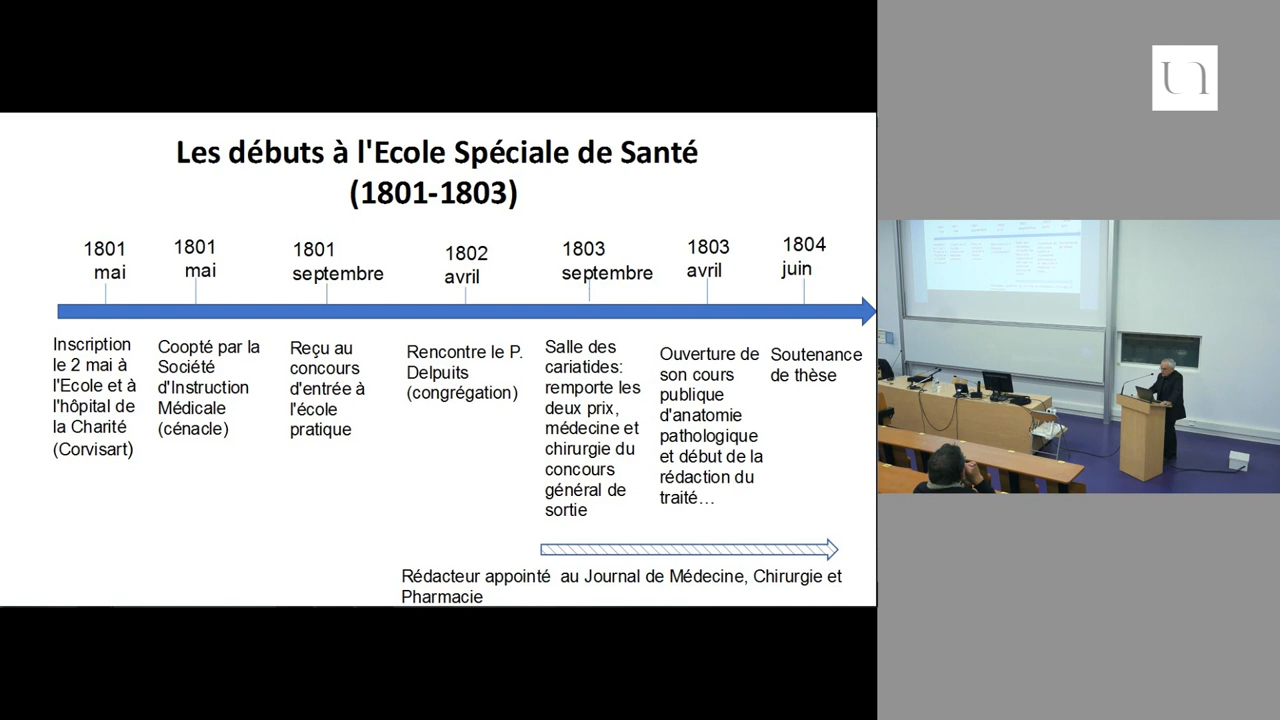 Les débuts à l'Ecole Spéciale de Santé
(1801-1803)
1801
mai
1801
mai
1801
septembre
1802
avril
1803
septembre
1803
avril
1804
juin
Inscription
le 2 mai à
l'Ecole et à
l'hôpital de
la Charité
(Corvisart)
Coopté par la
Société
d'Instruction
Médicale
(cénacle)
Reçu au
concours
d'entrée à
l'école
pratique
Rencontre le P.
Delpuits
(congrégation)
Salle des
cariatides:
remporte les
deux prix,
médecine et
chirurgie du
concours
général de
sortie
Ouverture de
son cours
publique
d'anatomie
pathologique
et début de la
rédaction du
traité…
Soutenance
de thèse
Rédacteur appointé au Journal de Médecine, Chirurgie et
Pharmacie